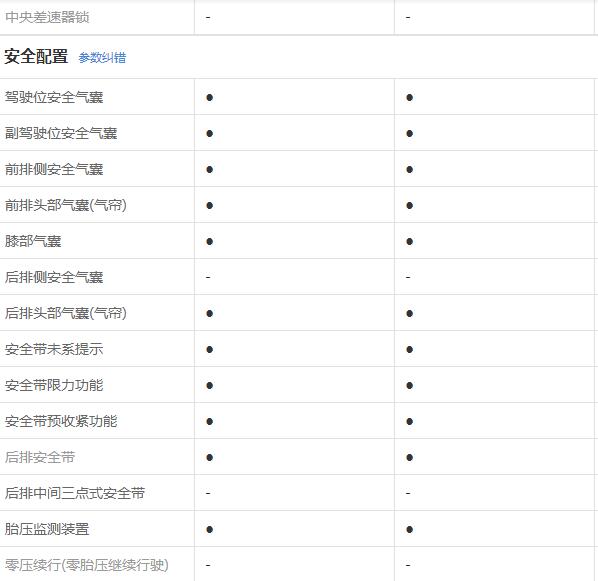 中央差速器锁 - -
安全配置 参数纠错
驾驶位安全气囊 ● ●
副驾驶位安全气囊 ● ●
前排侧安全气囊 ● ●
前排头部气囊(气帘) ● ●
膝部气囊 ● ●
后排侧安全气囊 - -
后排头部气囊(气帘) ● ●
安全带未系提示 ● ●
安全带限力功能 ● ●
安全带预收紧功能 ● ●
后排安全带 ● ●
后排中间三点式安全带 - -
胎压监测装置 ● ●
零压续行(零胎压继续行驶) - -